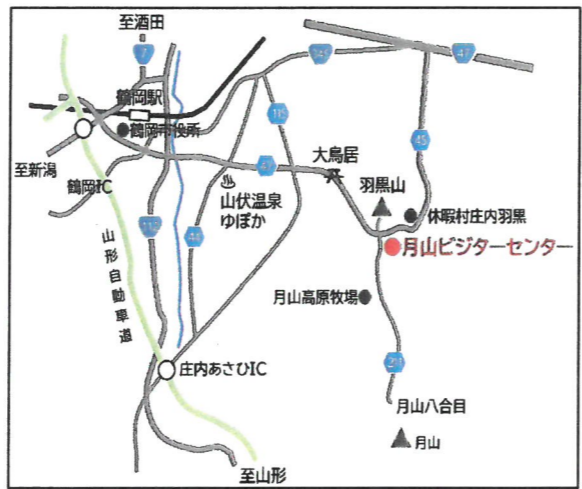 至酒田
7
345
47
鶴岡駅
鶴岡市役所
115
45
至新潟
鶴岡IC
47
大鳥居
羽黒山
山伏温泉
ゆぽか
休暇村庄内羽黒
112
44
月山ビジターセンター
山形自動車道
月山高原牧場
庄内あさひIC
211
月山八合目
月山
至山形